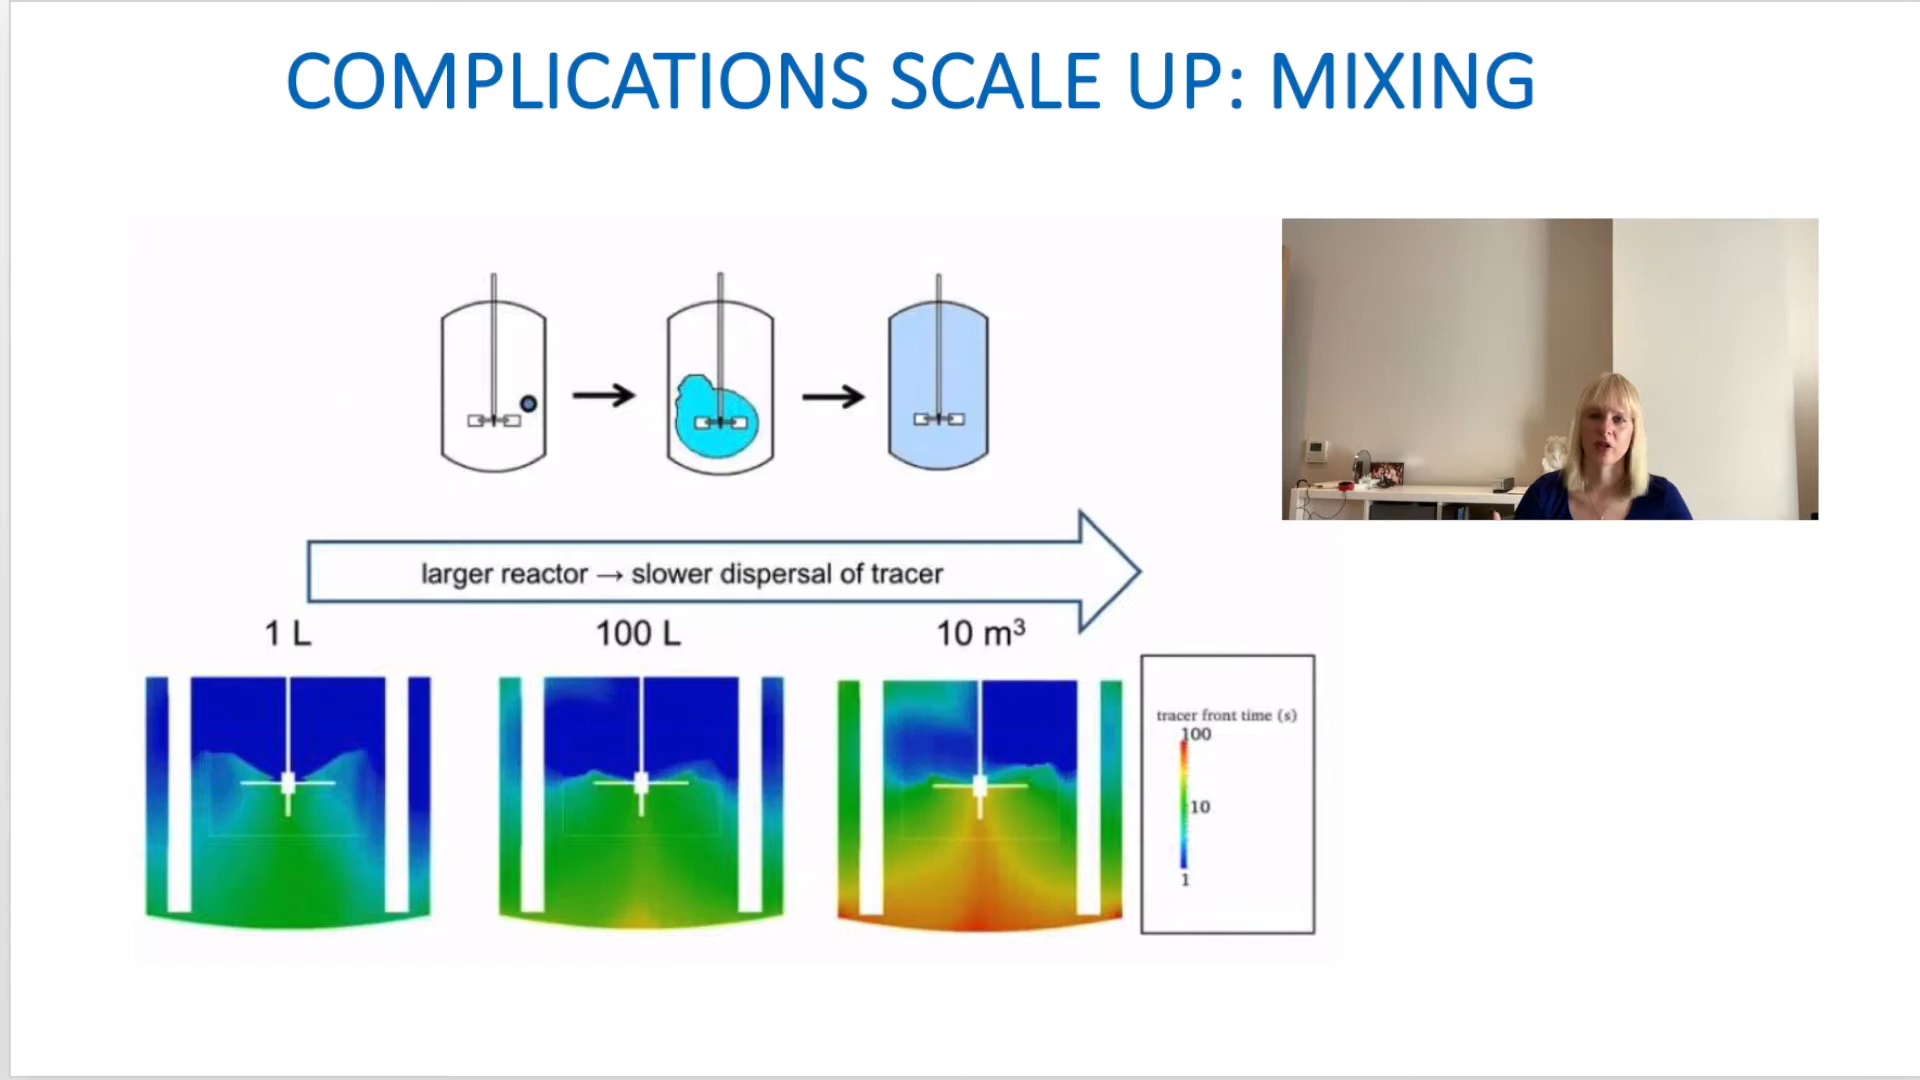 COMPLICATIONS SCALE UP: MIXING
larger reactor → slower dispersal of tracer
1 L
100 L
10 m³
tracer front time (s)
100
10
1